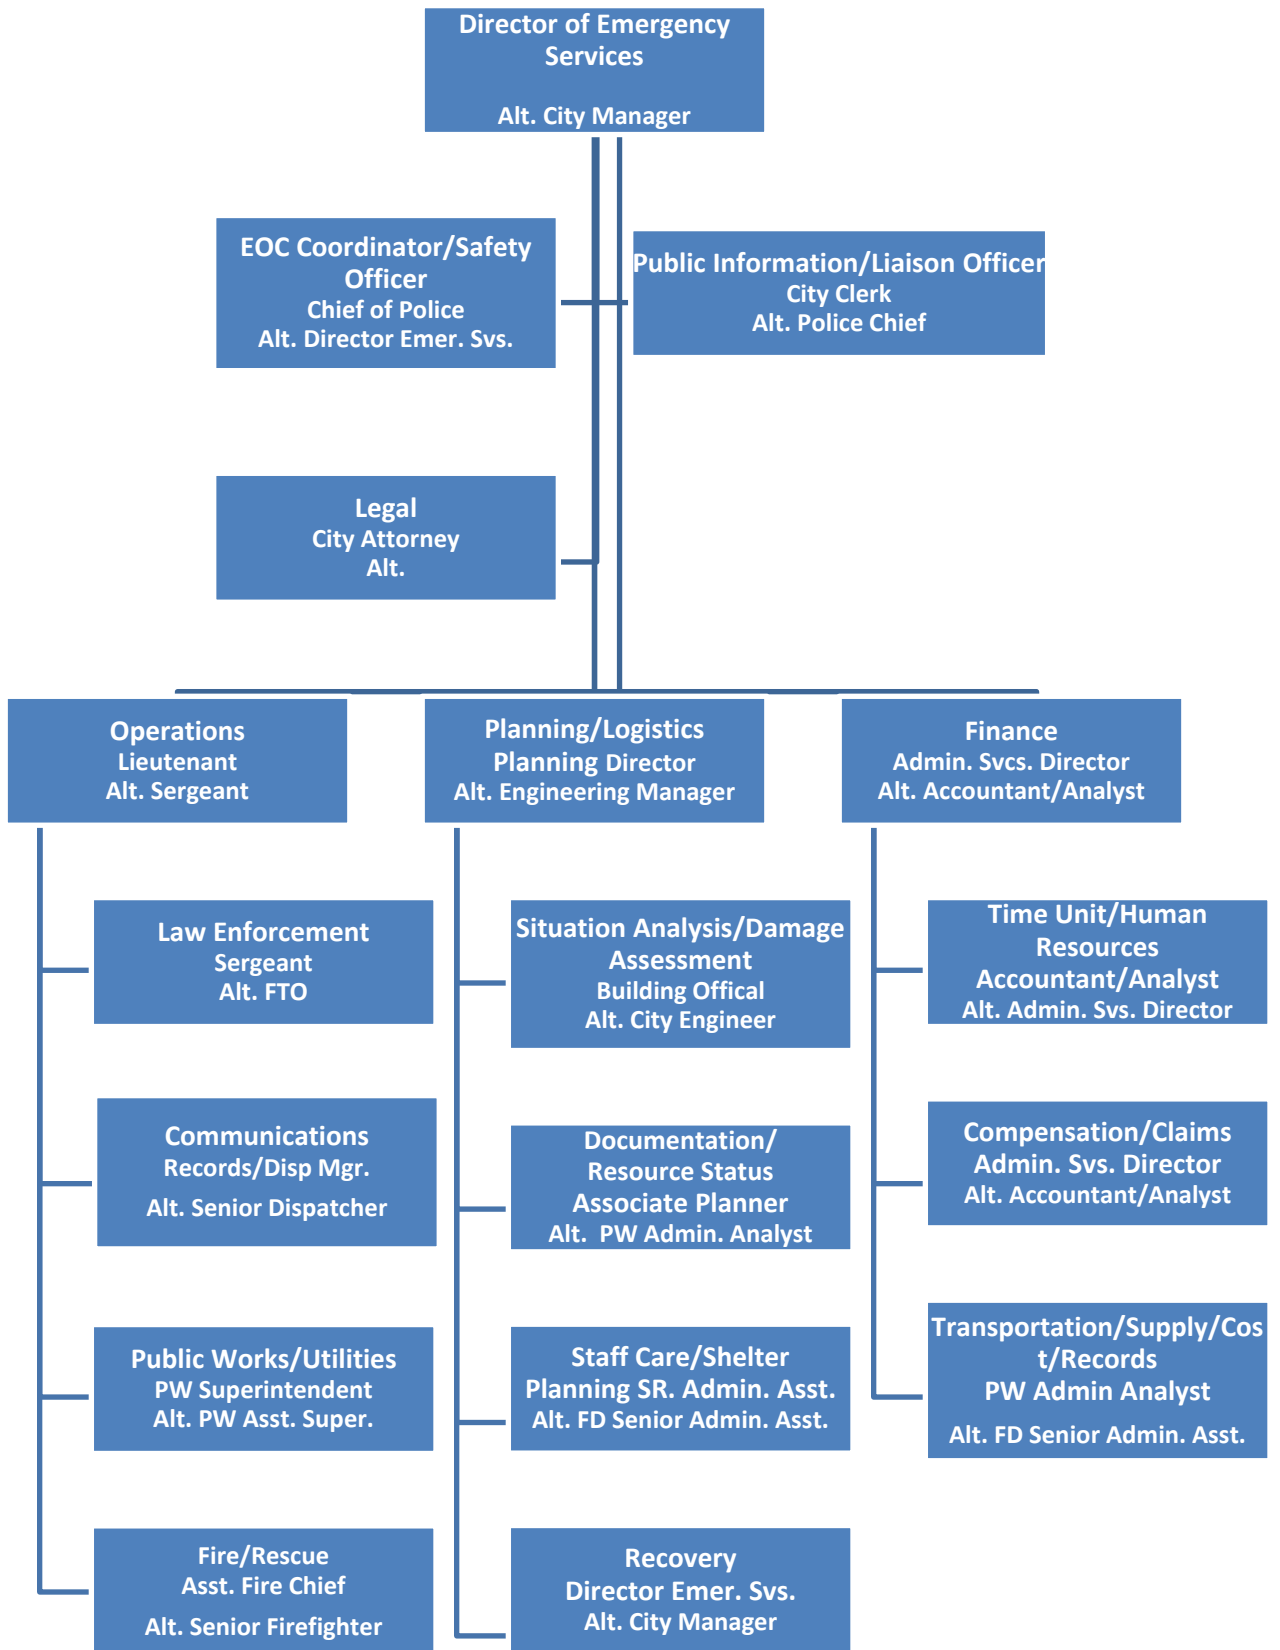 Director of Emergency
Services
Alt. City Manager
EOC Coordinator/Safety
Officer
Chief of Police
Alt. Director Emer. Svs.
Public Information/Liaison Officer
City Clerk
Alt. Police Chief
Legal
City Attorney
Alt.
Operations
Lieutenant
Alt. Sergeant
Planning/Logistics
Planning Director
Alt. Engineering Manager
Finance
Admin. Svcs. Director
Alt. Accountant/Analyst
Law Enforcement
Sergeant
Alt. FTO
Situation Analysis/Damage
Assessment
Building Offical
Alt. City Engineer
Time Unit/Human
Resources
Accountant/Analyst
Alt. Admin. Svs. Director
Communications
Records/Disp Mgr.
Alt. Senior Dispatcher
Documentation/
Resource Status
Associate Planner
Alt.  PW Admin. Analyst
Compensation/Claims
Admin. Svs. Director
Alt. Accountant/Analyst
Public Works/Utilities
PW Superintendent
Alt. PW Asst. Super.
Staff Care/Shelter
Planning SR. Admin. Asst.
Alt. FD Senior Admin. Asst.
Transportation/Supply/Cos
t/Records
PW Admin Analyst
Alt. FD Senior Admin. Asst.
Fire/Rescue
Asst. Fire Chief
Alt. Senior Firefighter
Recovery
Director Emer. Svs.
Alt. City Manager